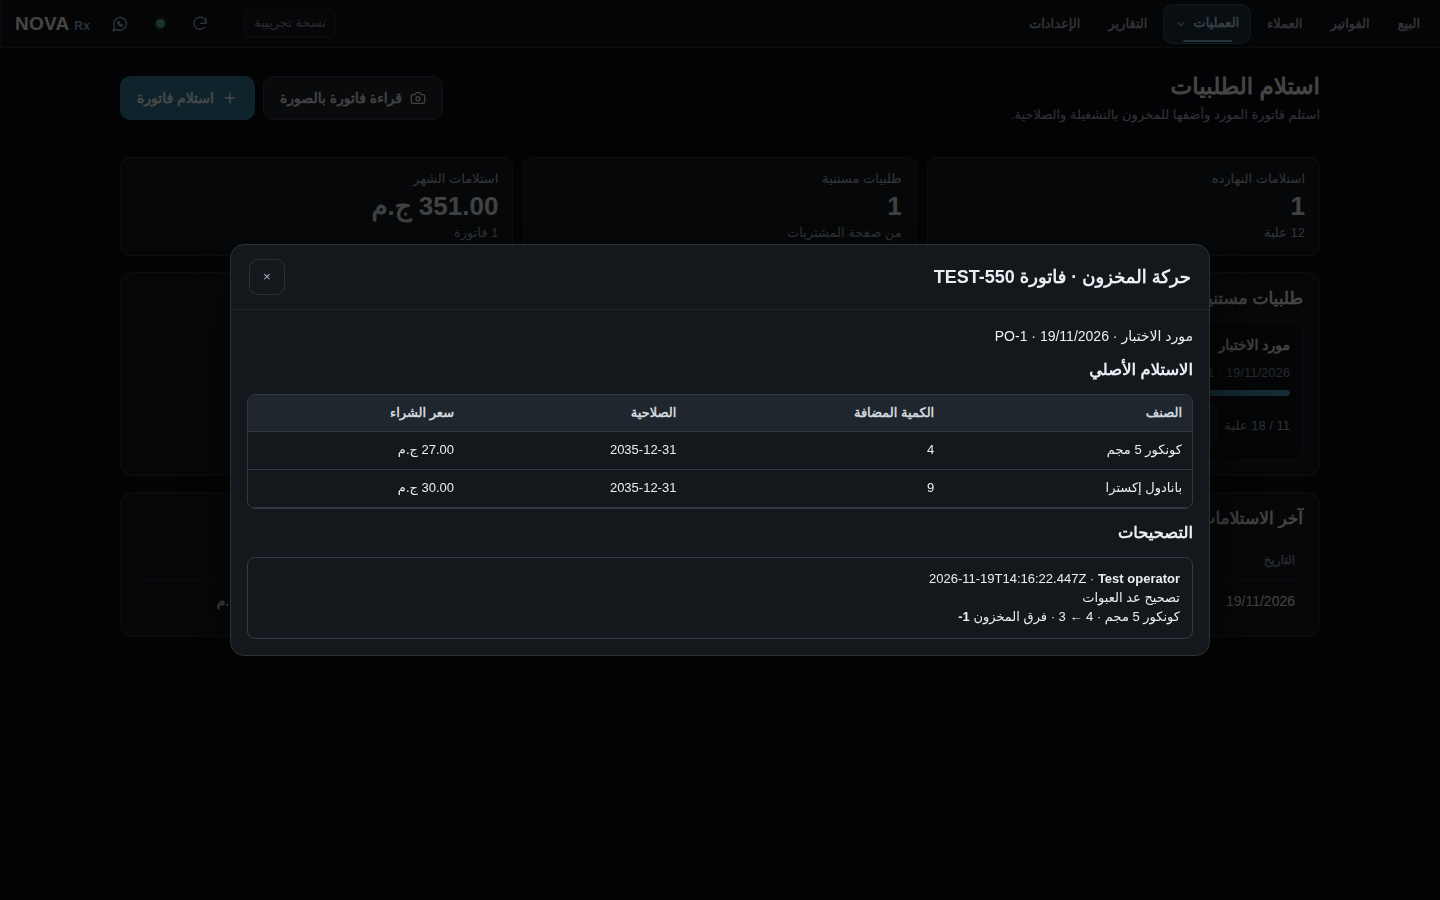 البيع الفواتير العملاء العمليات التقارير الإعدادات نسخة تجريبية NOVA Rx
استلام الطلبيات
استلم فاتورة المورد وأضفها للمخزون بالتشغيلة والصلاحية.
قراءة فاتورة بالصورة
استلام فاتورة
استلامات النهارده
1
12 علبة
طلبيات مستنية
1
من صفحة المشتريات
استلامات الشهر
351.00 ج.م
1 فاتورة
حركة المخزون · فاتورة TEST-550
×
مورد الاختبار · 19/11/2026 · PO-1
الاستلام الأصلي
الصنف الكمية المضافة الصلاحية سعر الشراء
كونكور 5 مجم 4 2035-12-31 27.00 ج.م
بانادول إكسترا 9 2035-12-31 30.00 ج.م
التصحيحات
Test operator · 2026-11-19T14:16:22.447Z
تصحيح عد العبوات
كونكور 5 مجم · 4 ← 3 · فرق المخزون -1
طلبيات
مورد الاختبار
19/11/2026
11 / 18 علبة
آخر الاستلامات
التاريخ
19/11/2026